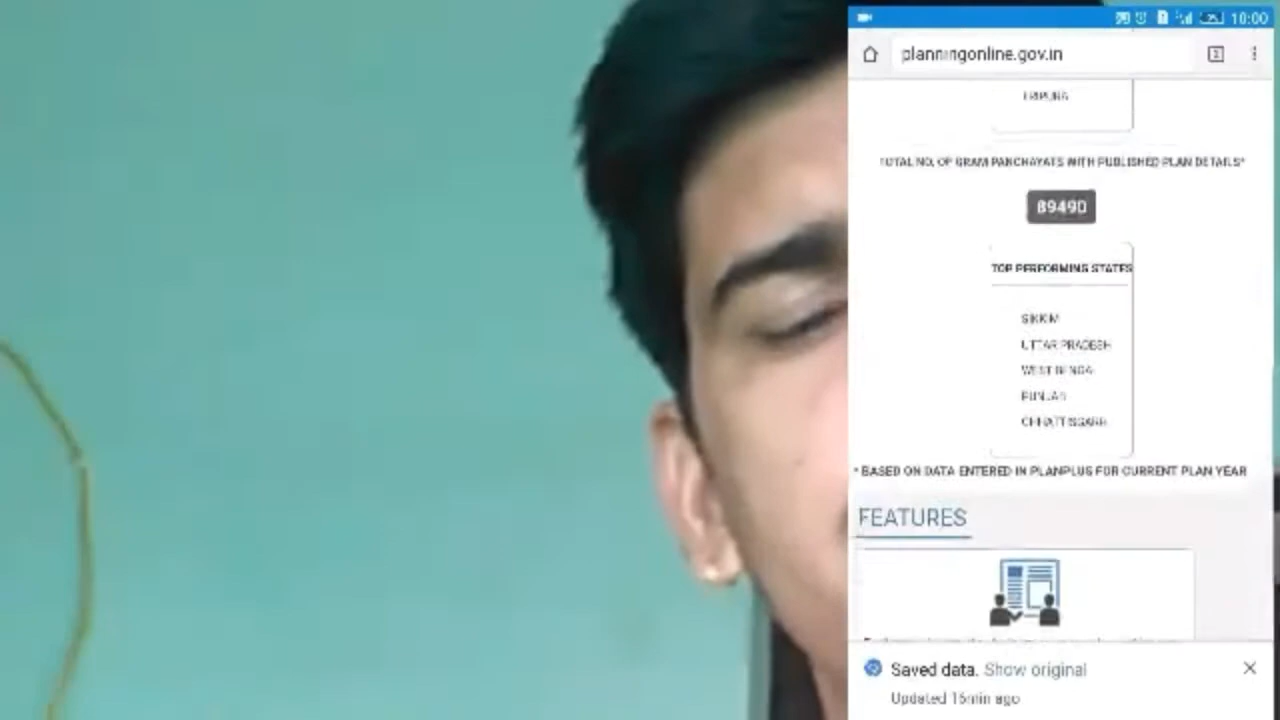 10:00
planningonline.gov.in
TRIPURA
TOTAL NO. OF GRAM PANCHAYATS WITH PUBLISHED PLAN DETAILS*
89490
TOP PERFORMING STATES
SIKKIM
UTTAR PRADESH
WEST BENGAL
PUNJAB
CHHATTISGARH
* BASED ON DATA ENTERED IN PLANPLUS FOR CURRENT PLAN YEAR
FEATURES
Saved data. Show original
Updated 16min ago